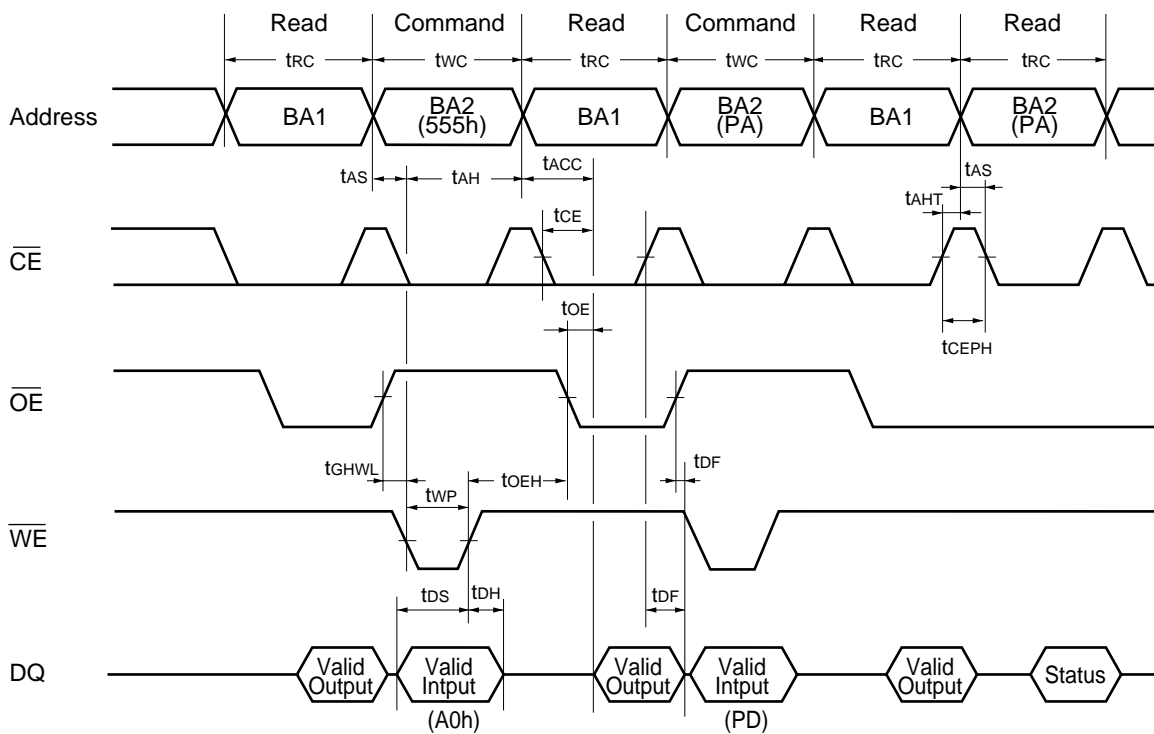 Read Command Read Command Read Read
tRC tWC tRC tWC tRC tRC
Address BA1 BA2 (555h) BA1 BA2 (PA) BA1 BA2 (PA)
tAS tAH tACC tAS
tAHT
tCE
CE
tOE
tCEPH
OE
tGHWL tWP tOEH tDF
WE
tDS tDH tDF
DQ Valid Output Valid Intput Valid Output Valid Intput Valid Output Status
(A0h) (PD)